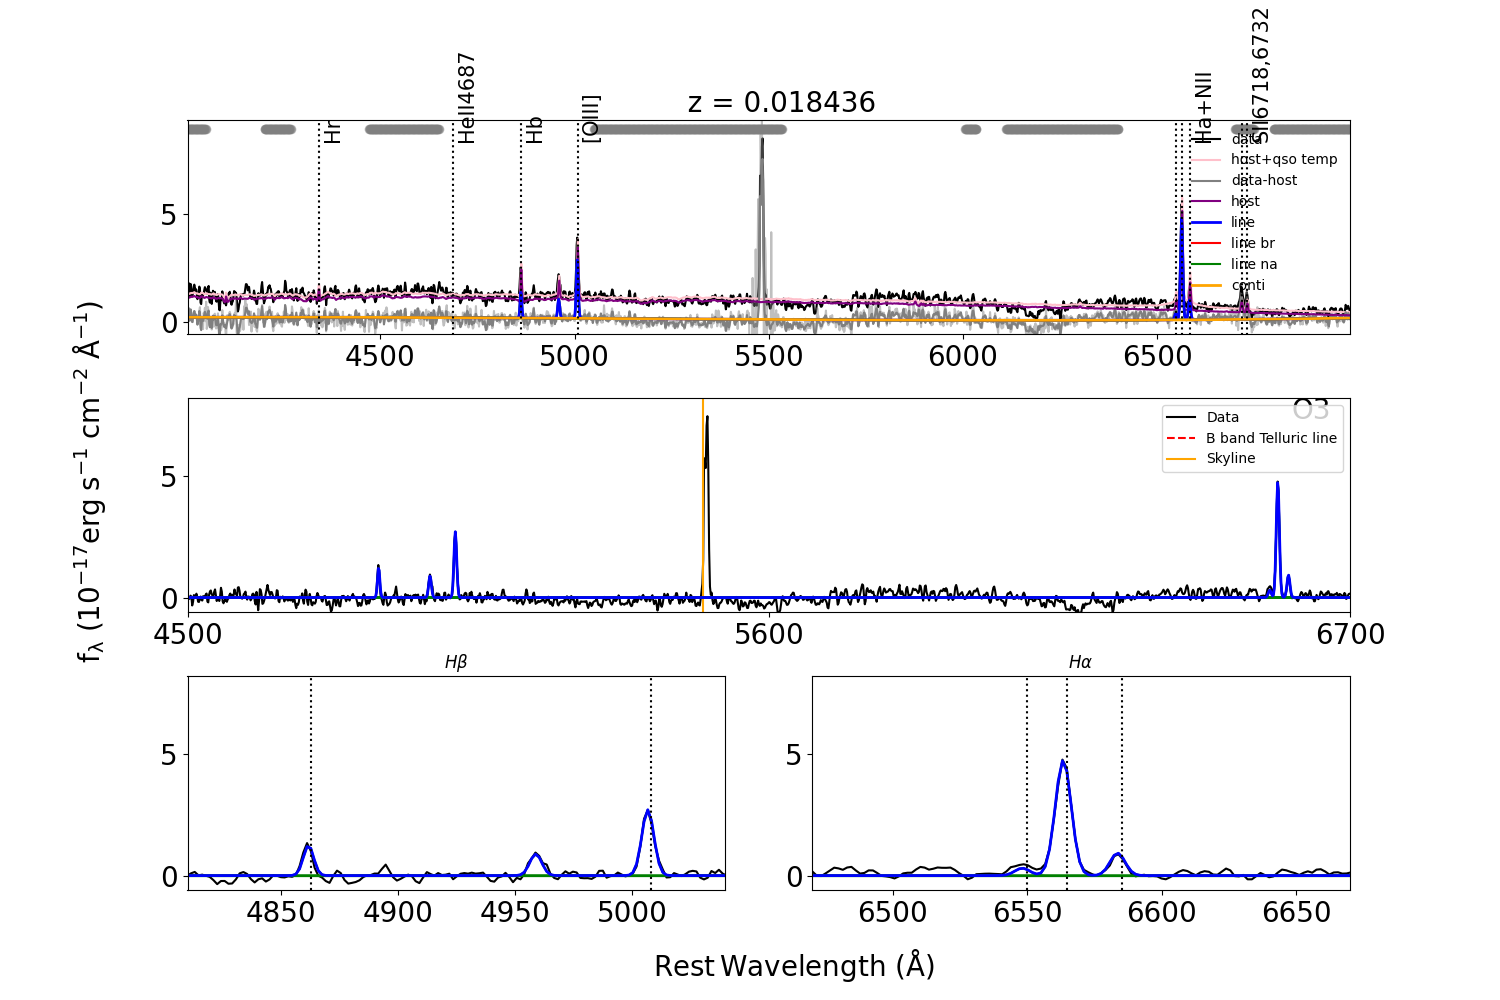 z = 0.018436
Hr
HeII4687
Hb
[OIII]
Ha+NII
SII6718,6732
data
host+qso temp
data-host
host
line
line br
line na
conti
5
0
4500 5000 5500 6000 6500
O3
Data
B band Telluric line
Skyline
5
0
4500 5600 6700
fλ (10−17erg s−1 cm−2 Å−1)
Hβ
5
0
4850 4900 4950 5000
Hα
5
0
6500 6550 6600 6650
Rest Wavelength (Å)